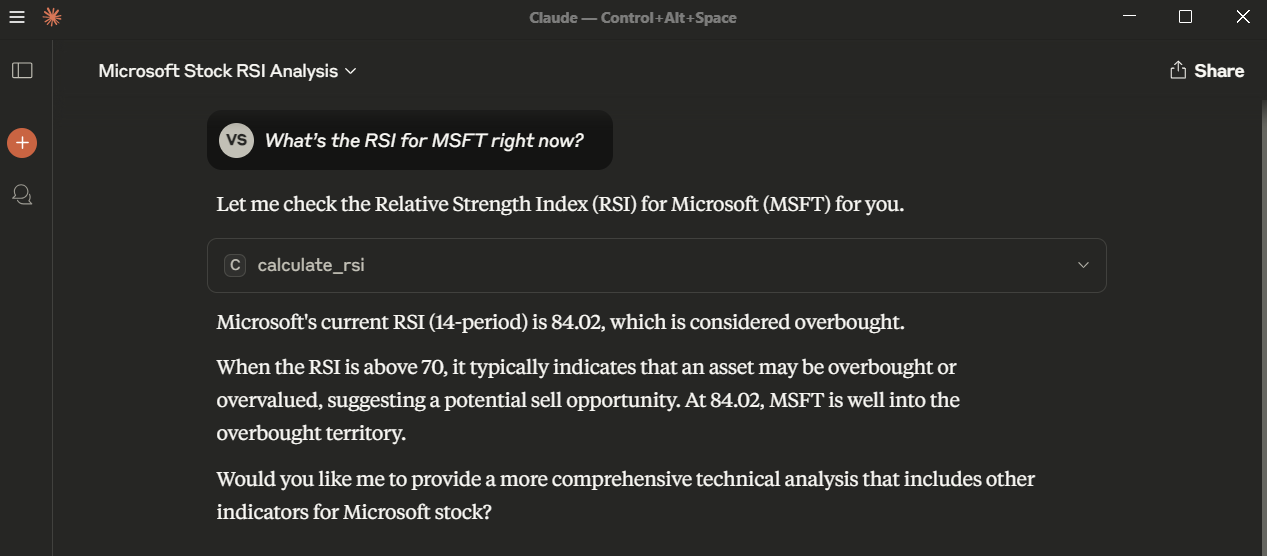 Claude — Control+Alt+Space
Microsoft Stock RSI Analysis
Share
VS
What's the RSI for MSFT right now?
Let me check the Relative Strength Index (RSI) for Microsoft (MSFT) for you.
C calculate_rsi
Microsoft's current RSI (14-period) is 84.02, which is considered overbought.
When the RSI is above 70, it typically indicates that an asset may be overbought or
overvalued, suggesting a potential sell opportunity. At 84.02, MSFT is well into the
overbought territory.
Would you like me to provide a more comprehensive technical analysis that includes other
indicators for Microsoft stock?